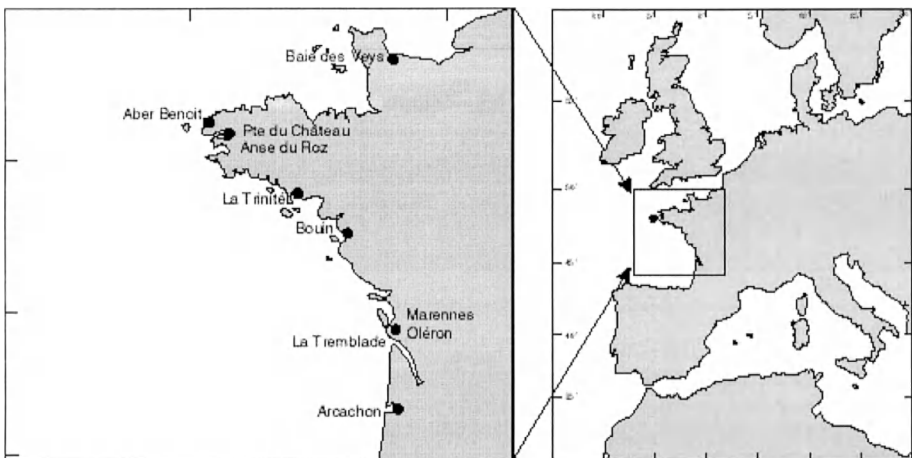 Baie des Veys
Aber Benoit
Pte du Château
Anse du Roz
La Trinité
Bouin
Marennes
Oléron
La Tremblade
Arcachon